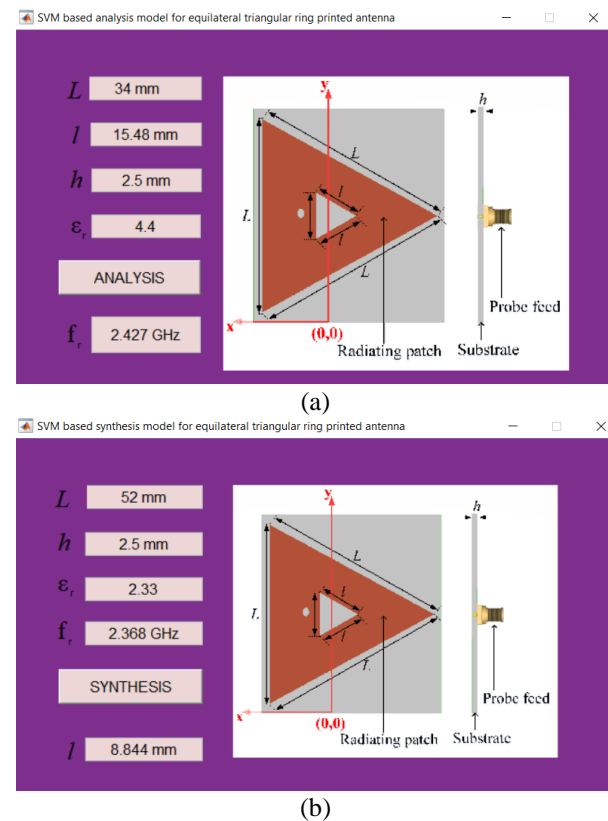 SVM based analysis model for equilateral triangular ring printed antenna
L 34 mm
l 15.48 mm
h 2.5 mm
εr 4.4
ANALYSIS
fr 2.427 GHz
y
h
L
l
L
l
L
Probe feed
x
(0,0)
Radiating patch
Substrate
(a)
SVM based synthesis model for equilateral triangular ring printed antenna
L 52 mm
h 2.5 mm
εr 2.33
fr 2.368 GHz
SYNTHESIS
l 8.844 mm
y
h
L
l
L
l
L
Probe feed
x
(0,0)
Radiating patch
Substrate
(b)